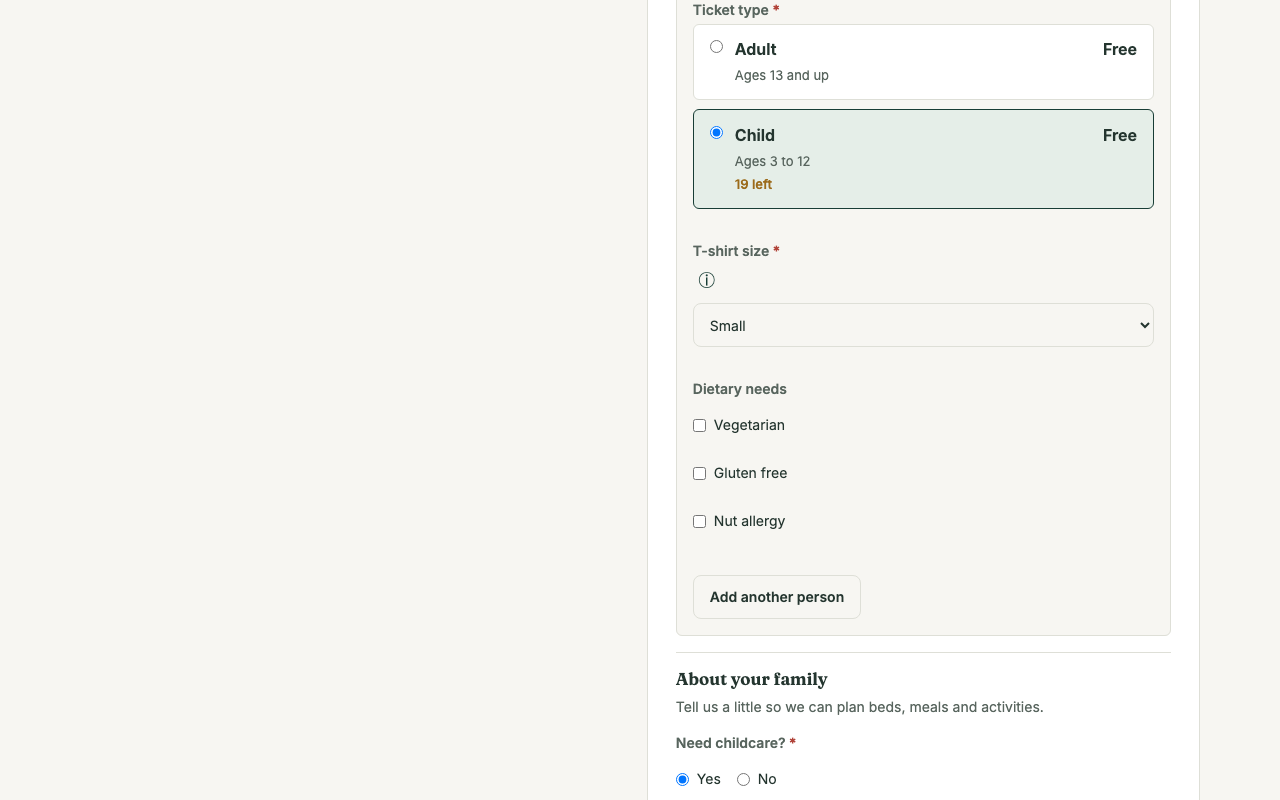 Ticket type *
Adult
Free
Ages 13 and up
Child
Free
Ages 3 to 12
19 left
T-shirt size *
ⓘ
Small
Dietary needs
Vegetarian
Gluten free
Nut allergy
Add another person
About your family
Tell us a little so we can plan beds, meals and activities.
Need childcare? *
Yes No